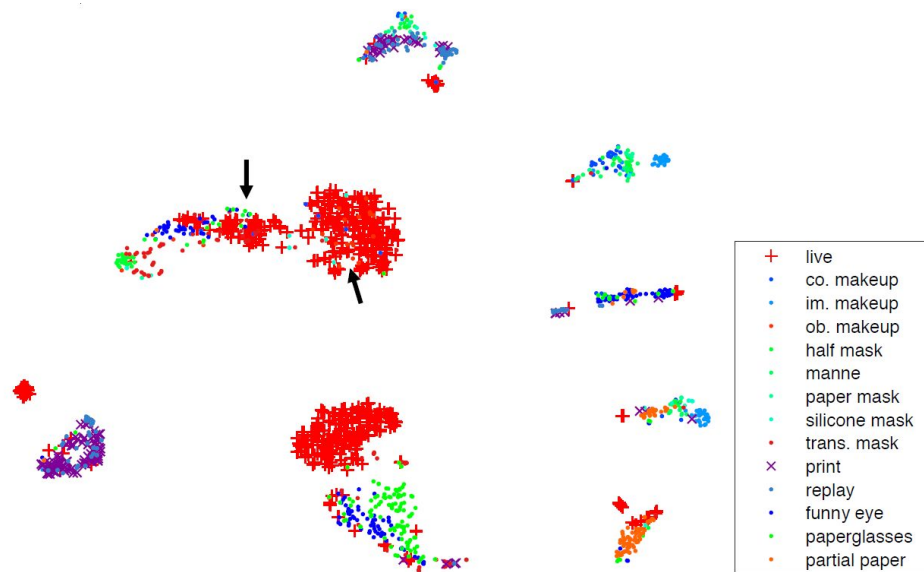 live
co. makeup
im. makeup
ob. makeup
half mask
manne
paper mask
silicone mask
trans. mask
print
replay
funny eye
paperglasses
partial paper